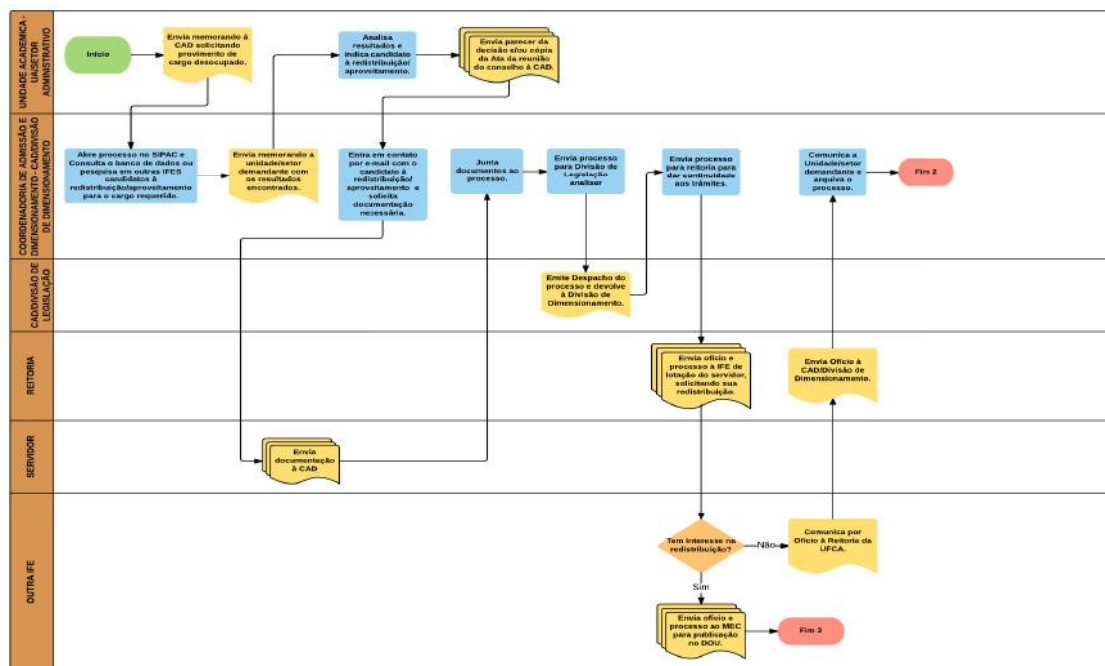 UNIDADE ACADEMICA -
UA/SETOR
ADMINISTRATIVO
Início
Envia memorando à
CAD solicitando
provimento de
cargo desocupado.
Analisa
resultados e
indica candidato
à redistribuição/
aproveitamento.
Envia parecer da
decisão e/ou cópia
da Ata da reunião
do conselho à CAD.
COORDENADORIA DE ADMISSÃO E
DIMENSIONAMENTO - CAD/DIVISÃO
DE DIMENSIONAMENTO
Abre processo no SIPAC e
Consulta o banco de dados ou
pesquisa em outras IFES
candidatos à
redistribuição/aproveitamento
para o cargo requerido.
Envia memorando a
unidade/setor
demandante com
os resultados
encontrados.
Entra em contato
por e-mail com o
candidato à
redistribuição/
aproveitamento e
solicita
documentação
necessária.
Junta
documentos ao
processo.
Envia processo
para Divisão de
Legislação
analisar
Envia processo
para reitoria para
dar continuidade
aos trâmites.
Comunica a
Unidade/setor
demandante e
arquiva o
processo.
Fim 2
CAD/DIVISÃO DE
LEGISLAÇÃO
Emite Despacho do
processo e devolve
à Divisão de
Dimensionamento.
REITORIA
Envia ofício e
processo à IFE de
lotação do servidor,
solicitando sua
redistribuição.
Envia Ofício à
CAD/Divisão de
Dimensionamento.
SERVIDOR
Envia
documentação
à CAD
OUTRA IFE
Tem interesse na
redistribuição?
Não
Comunica por
Ofício à Reitoria da
UFCA.
Sim
Envia ofício e
processo ao MEC
para publicação
no DOU.
Fim 3